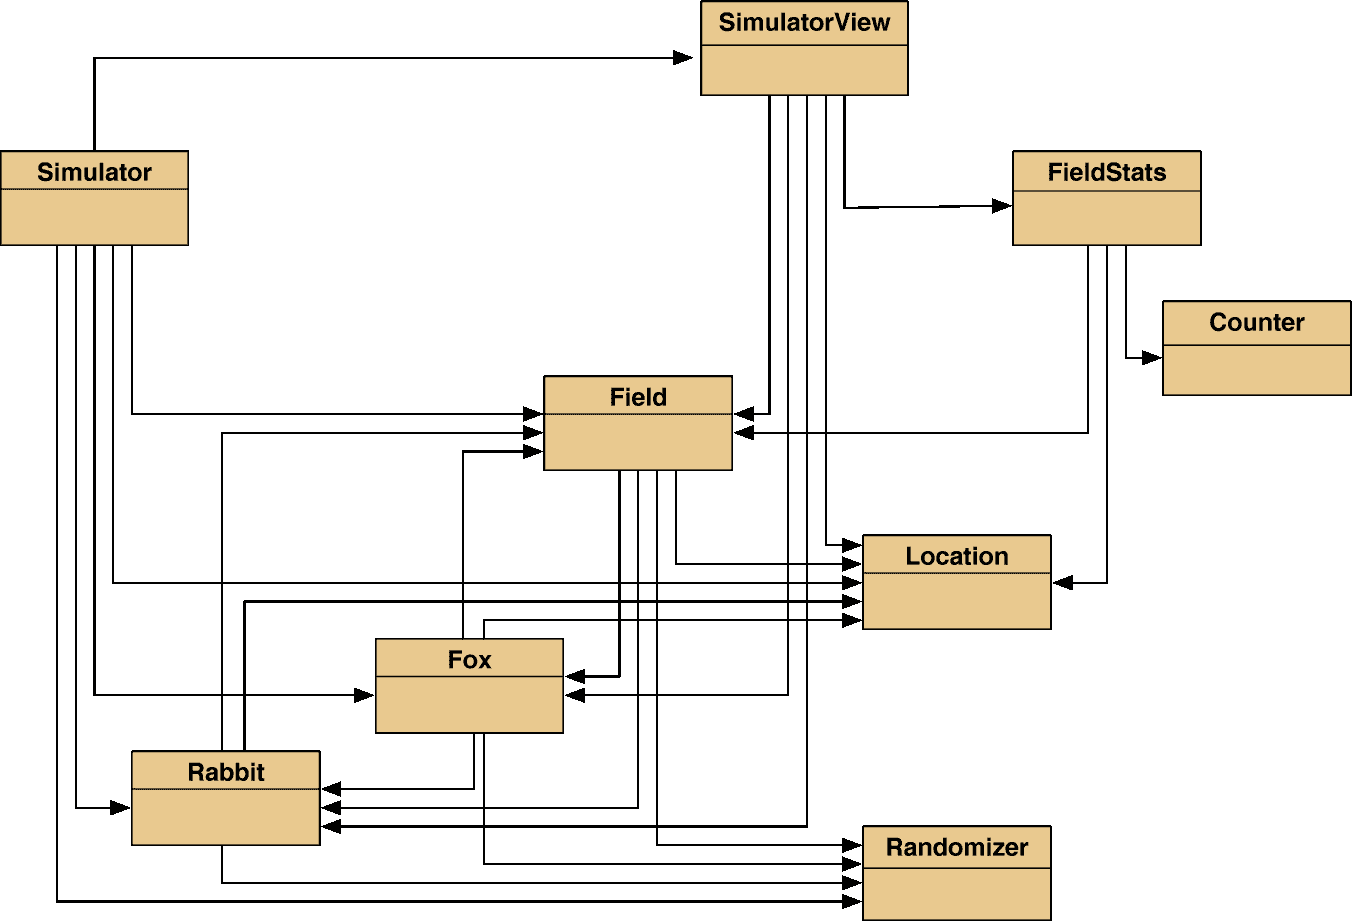 SimulatorView
Simulator
FieldStats
Counter
Field
Location
Fox
Rabbit
Randomizer